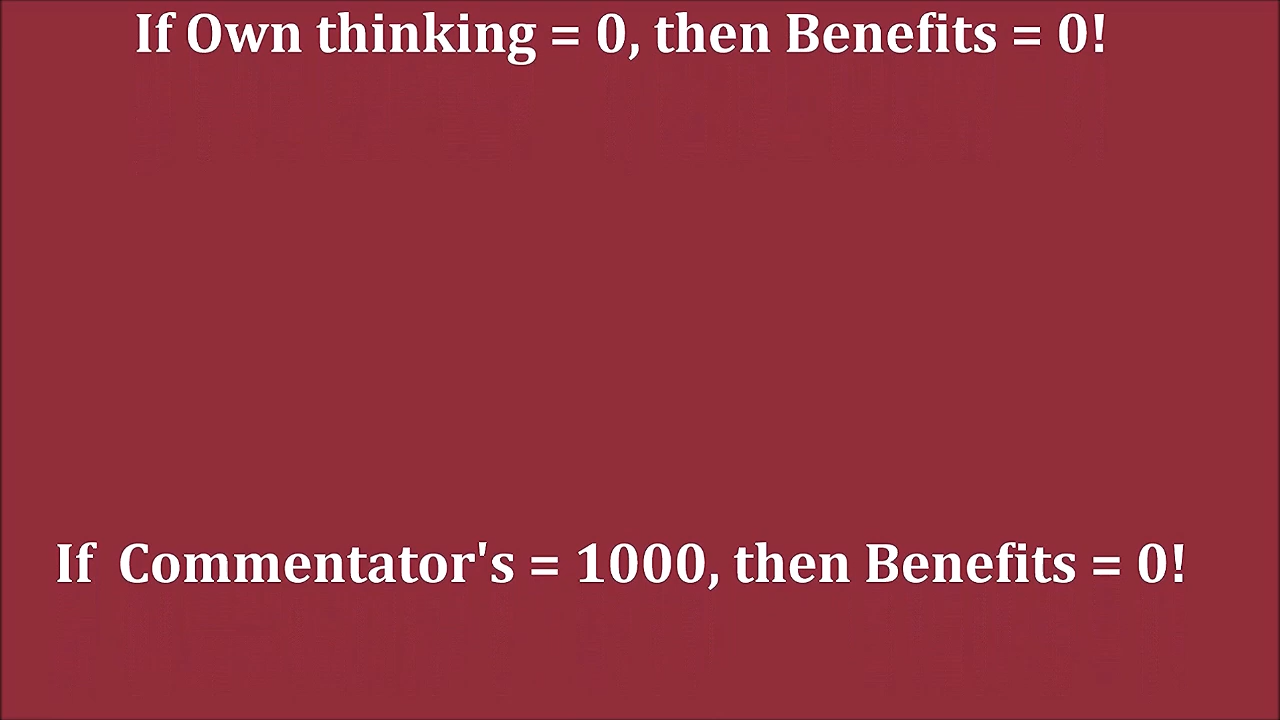 If Own thinking = 0, then Benefits = 0!
If  Commentator's = 1000, then Benefits = 0!